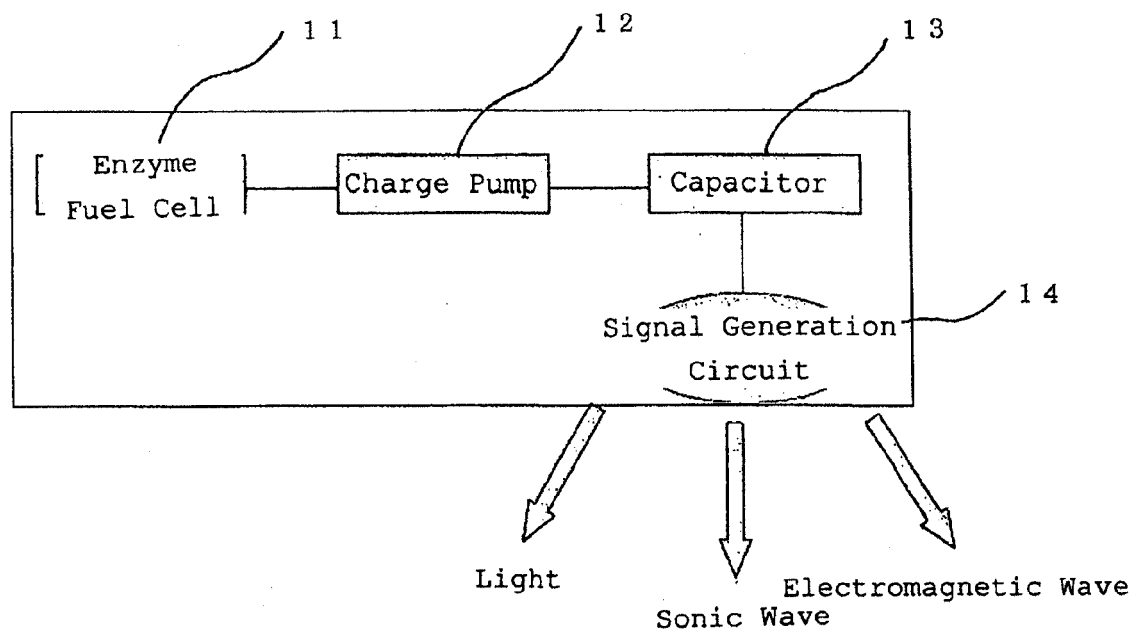 11
12
13
Enzyme
Fuel Cell
Charge Pump
Capacitor
14
Signal Generation
Circuit
Light
Sonic Wave
Electromagnetic Wave